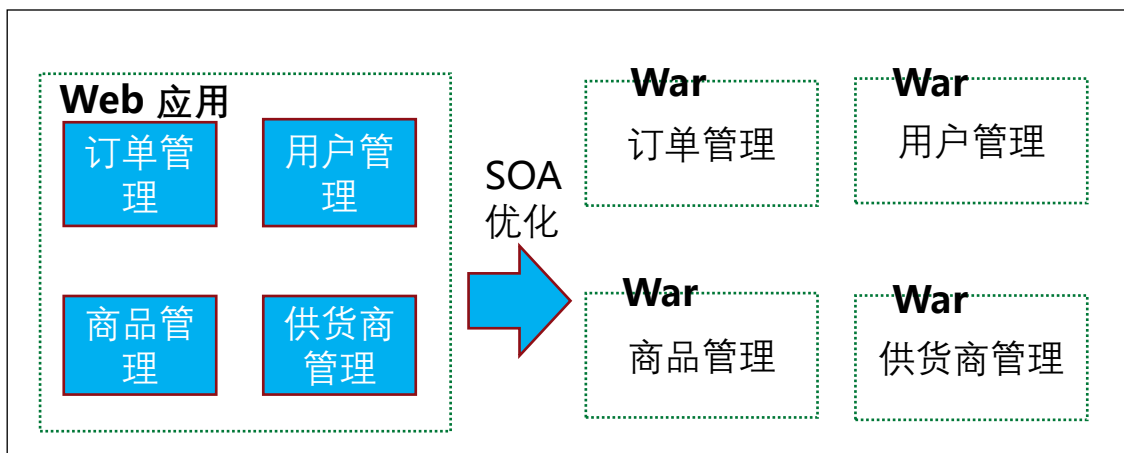 Web 应用
订单管
理
用户管
理
商品管
理
供货商
管理
SOA
优化
War
订单管理
War
用户管理
War
商品管理
War
供货商管理